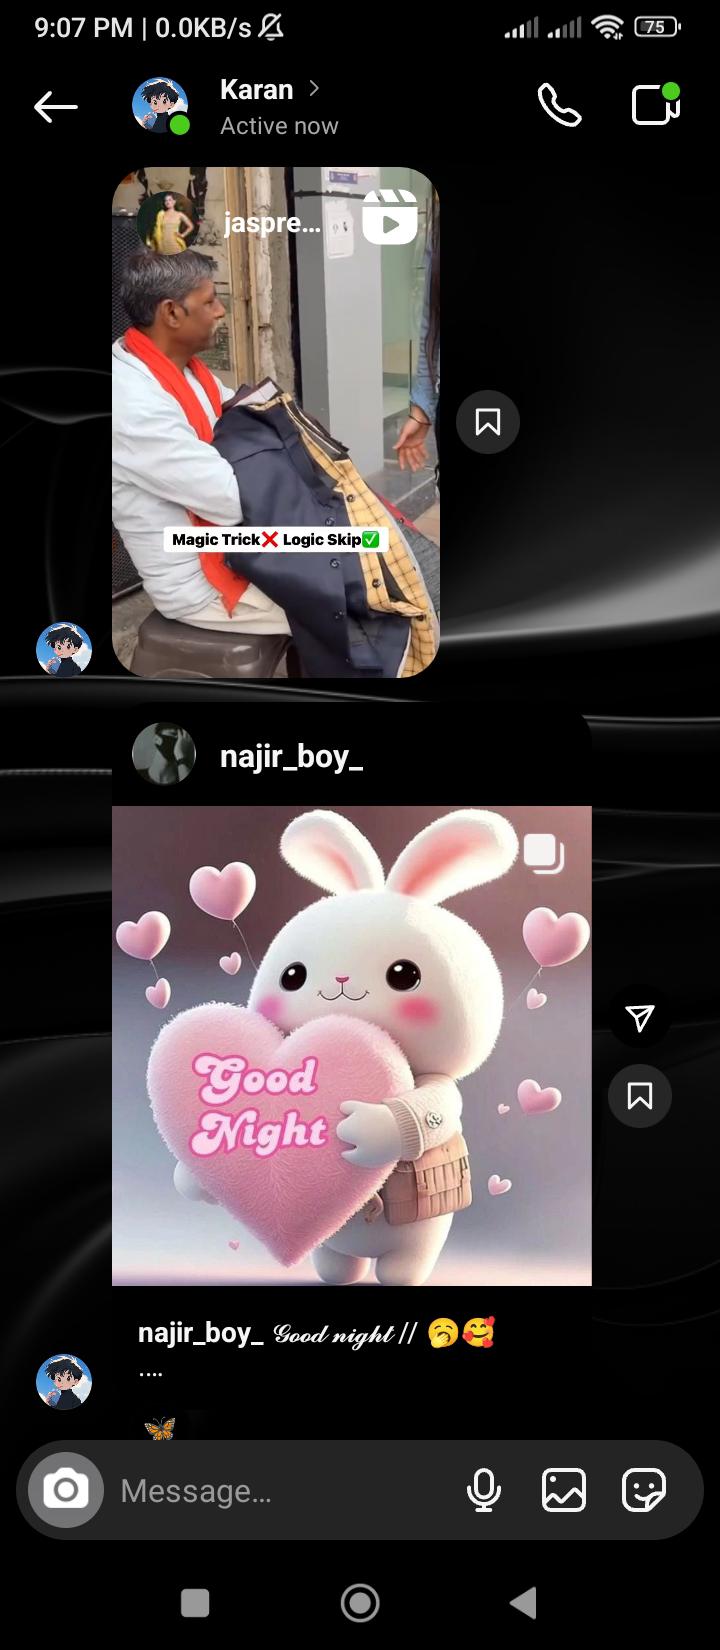 9:07 PM | 0.0KB/s
75
Karan
Active now
jaspre...
Magic Trick❌ Logic Skip✅
najir_boy_
Good
Night
najir_boy_ 𝒢𝑜𝑜𝒹 𝓃𝒾𝑔𝒽𝓉 // 🥱🥰
....
🦋
Message...